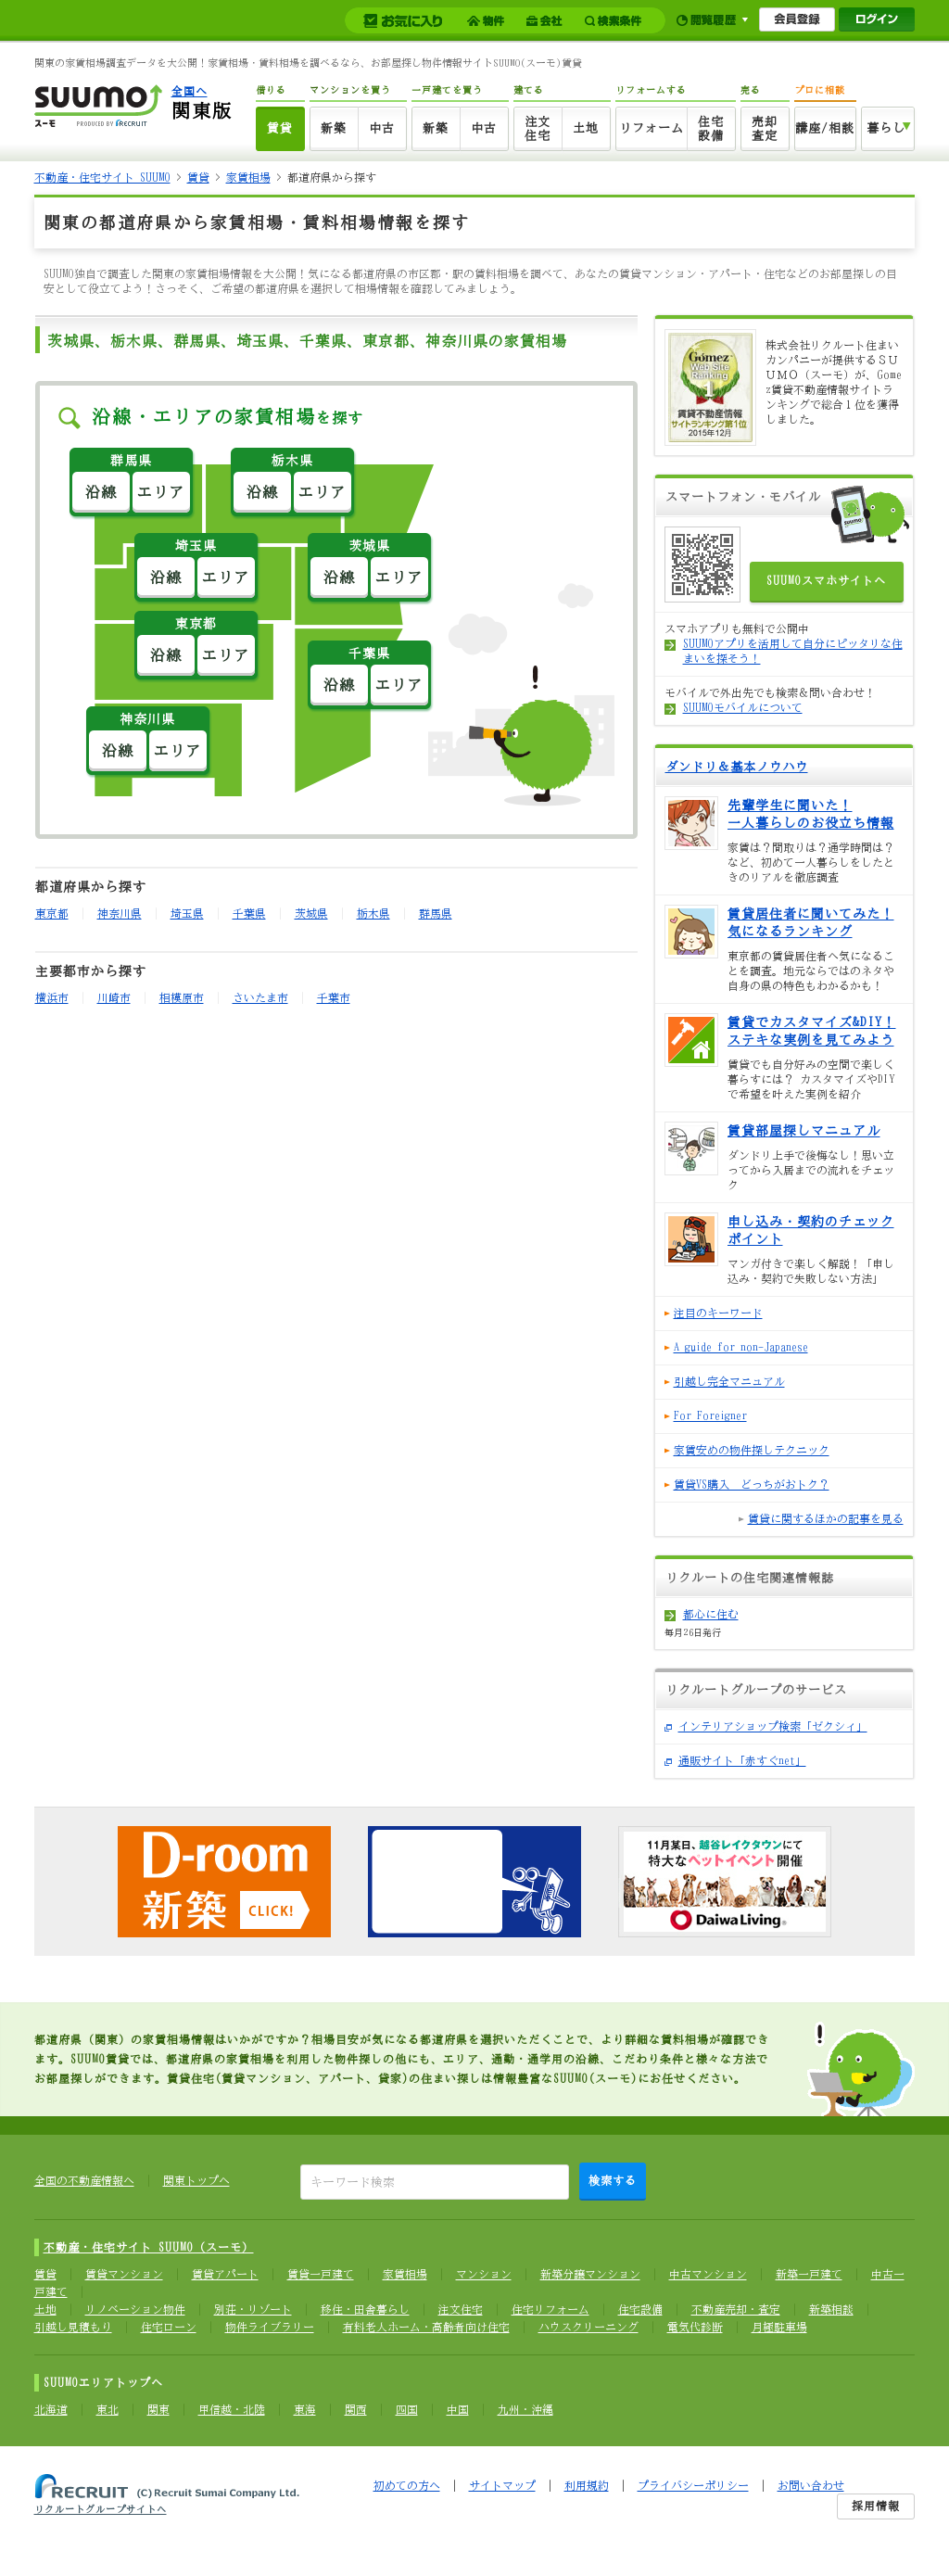 お気に入り 物件 会社 検索条件 閲覧履歴 会員登録 ログイン
関東の家賃相場調査データを大公開！家賃相場・賃料相場を調べるなら、お部屋探し物件情報サイトSUUMO(スーモ)賃貸
suumo スーモ PRODUCED BY RECRUIT
全国へ
関東版
借りる マンションを買う 一戸建てを買う 建てる リフォームする 売る プロに相談
賃貸 新築 中古 新築 中古 注文住宅 土地 リフォーム 住宅設備 売却査定 講座/相談 暮らし
不動産・住宅サイト SUUMO > 賃貸 > 家賃相場 > 都道府県から探す
関東の都道府県から家賃相場・賃料相場情報を探す
SUUMO独自で調査した関東の家賃相場情報を大公開！気になる都道府県の市区郡・駅の賃料相場を調べて、あなたの賃貸マンション・アパート・住宅などのお部屋探しの目
安として役立てよう！さっそく、ご希望の都道府県を選択して相場情報を確認してみましょう。
茨城県、栃木県、群馬県、埼玉県、千葉県、東京都、神奈川県の家賃相場
沿線・エリアの家賃相場を探す
群馬県
沿線 エリア
栃木県
沿線 エリア
埼玉県
沿線 エリア
茨城県
沿線 エリア
東京都
沿線 エリア
千葉県
沿線 エリア
神奈川県
沿線 エリア
都道府県から探す
東京都 神奈川県 埼玉県 千葉県 茨城県 栃木県 群馬県
主要都市から探す
横浜市 川崎市 相模原市 さいたま市 千葉市
Gómez
Web Site
Ranking
1
賃貸不動産情報
サイトランキング第1位
2015年12月
株式会社リクルート住まい
カンパニーが提供するＳＵ
ＵＭＯ（スーモ）が、Gome
z賃貸不動産情報サイトラ
ンキングで総合１位を獲得
しました。
スマートフォン・モバイル
suumo
SUUMOスマホサイトへ
スマホアプリも無料で公開中
SUUMOアプリを活用して自分にピッタリな住
まいを探そう！
モバイルで外出先でも検索＆問い合わせ！
SUUMOモバイルについて
ダンドリ＆基本ノウハウ
先輩学生に聞いた！
一人暮らしのお役立ち情報
家賃は？間取りは？通学時間は？
など、初めて一人暮らしをしたと
きのリアルを徹底調査
賃貸居住者に聞いてみた！
気になるランキング
東京都の賃貸居住者へ気になるこ
とを調査。地元ならではのネタや
自身の県の特色もわかるかも！
賃貸でカスタマイズ&DIY！
ステキな実例を見てみよう
賃貸でも自分好みの空間で楽しく
暮らすには？ カスタマイズやDIY
で希望を叶えた実例を紹介
賃貸部屋探しマニュアル
ダンドリ上手で後悔なし！思い立
ってから入居までの流れをチェッ
ク
申し込み・契約のチェック
ポイント
マンガ付きで楽しく解説！「申し
込み・契約で失敗しない方法」
注目のキーワード
A guide for non-Japanese
引越し完全マニュアル
For Foreigner
家賃安めの物件探しテクニック
賃貸VS購入　どっちがおトク？
賃貸に関するほかの記事を見る
リクルートの住宅関連情報誌
都心に住む
毎月26日発行
リクルートグループのサービス
インテリアショップ検索「ゼクシィ」
通販サイト「赤すぐnet」
D-room
新築 CLICK!
11月某日、越谷レイクタウンにて
特大なペットイベント開催
DaiwaLiving®
都道府県（関東）の家賃相場情報はいかがですか？相場目安が気になる都道府県を選択いただくことで、より詳細な賃料相場が確認でき
ます。SUUMO賃貸では、都道府県の家賃相場を利用した物件探しの他にも、エリア、通勤・通学用の沿線、こだわり条件と様々な方法で
お部屋探しができます。賃貸住宅(賃貸マンション、アパート、貸家)の住まい探しは情報豊富なSUUMO(スーモ)にお任せください。
全国の不動産情報へ 関東トップへ キーワード検索 検索する
不動産・住宅サイト SUUMO（スーモ）
賃貸 賃貸マンション 賃貸アパート 賃貸一戸建て 家賃相場 マンション 新築分譲マンション 中古マンション 新築一戸建て 中古一
戸建て
土地 リノベーション物件 別荘・リゾート 移住・田舎暮らし 注文住宅 住宅リフォーム 住宅設備 不動産売却・査定 新築相談
引越し見積もり 住宅ローン 物件ライブラリー 有料老人ホーム・高齢者向け住宅 ハウスクリーニング 電気代診断 月極駐車場
SUUMOエリアトップへ
北海道 東北 関東 甲信越・北陸 東海 関西 四国 中国 九州・沖縄
RECRUIT (C) Recruit Sumai Company Ltd.
リクルートグループサイトへ
初めての方へ | サイトマップ | 利用規約 | プライバシーポリシー | お問い合わせ
採用情報